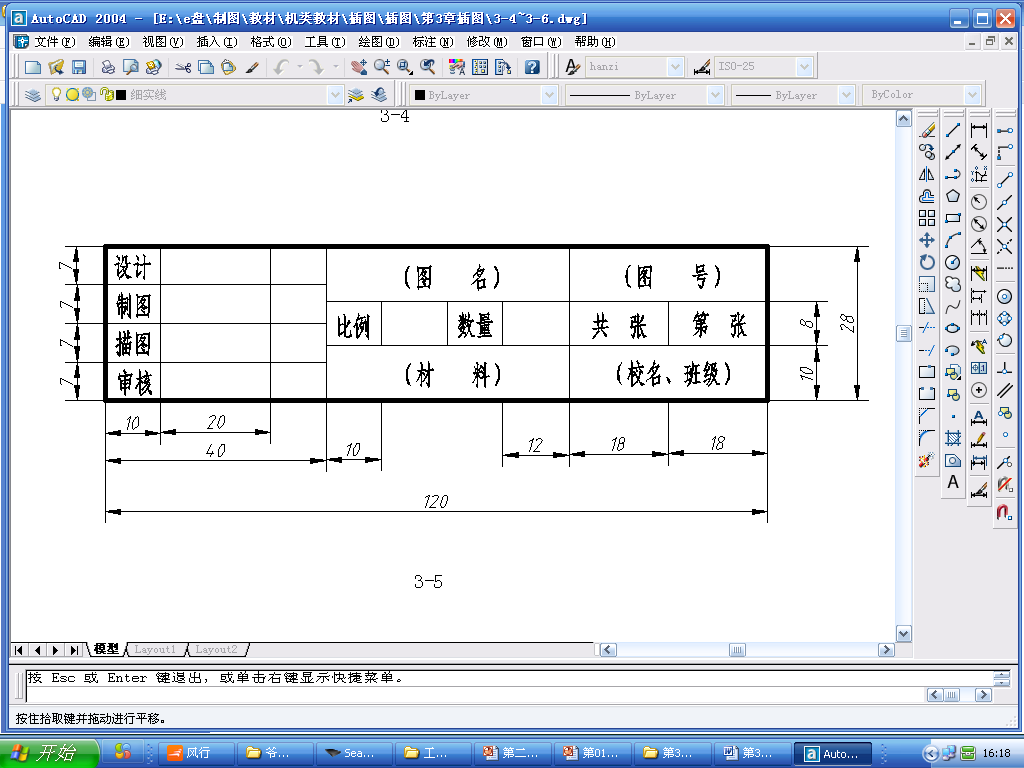 AutoCAD 2004 - [E:\e盘\制图\教材\机类教材\插图\插图\第3章插图\3-4~3-6.dwg]
文件(F) 编辑(E) 视图(V) 插入(I) 格式(O) 工具(T) 绘图(D) 标注(N) 修改(M) 窗口(W) 帮助(H)
hanzi ISO-25
细实线 ByLayer ByLayer ByLayer ByColor
3-4
设计 (图 名) (图 号)
制图 比例 数量 共 张 第 张
描图 (材 料) (校名、班级)
审核
7
7
7
7
8
10
28
10 20
40 10 12 18 18
120
3-5
模型 Layout1 Layout2
按 Esc 或 Enter 键退出，或单击右键显示快捷菜单。
按住拾取键并拖动进行平移。
开始 风行 爷... Sea... 工... 第二... 第01... 第3... 第3... Auto... 16:18